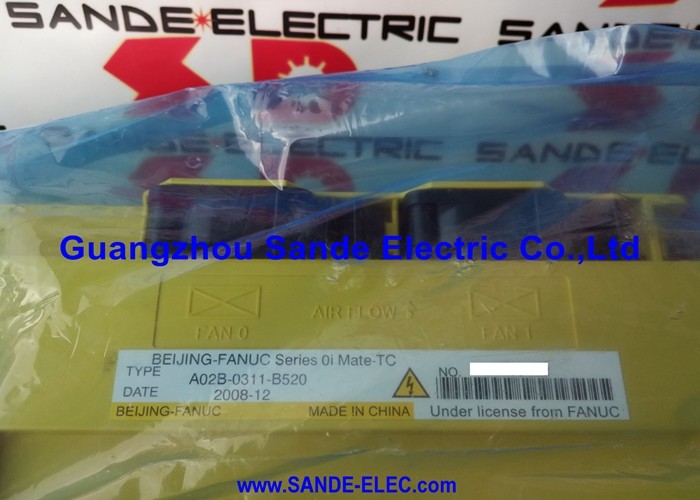 SANDE ELECTRIC
SANDE-ELECTRIC
SANDE-ELECTRIC
Guangzhou Sande Electric Co.,Ltd
AIR FLOW
FAN 0
FAN 1
BEIJING-FANUC Series 0i Mate-TC
TYPE A02B-0311-B520
NO.
DATE 2008-12
BEIJING-FANUC MADE IN CHINA Under license from FANUC
www.SANDE-ELEC.com